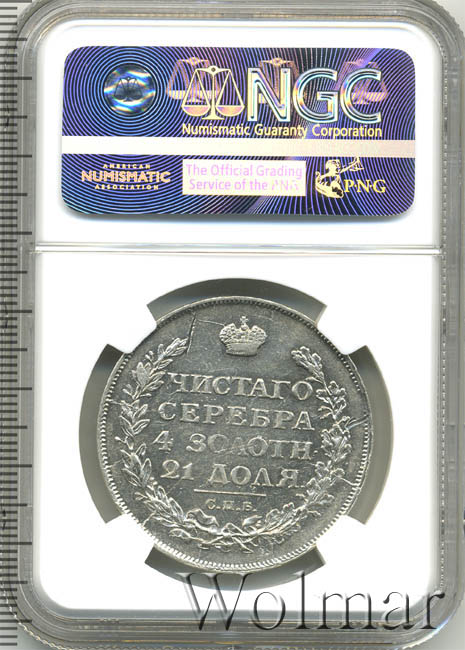 NGC
Numismatic Guaranty Corporation
AMERICAN
NUMISMATIC
ASSOCIATION
The Official Grading
Service of the PNG
PNG
ЧИСТАГО
СЕРЕБРА
4 ЗОЛОТН
21 ДОЛЯ
С.П.Б.
Wolmar